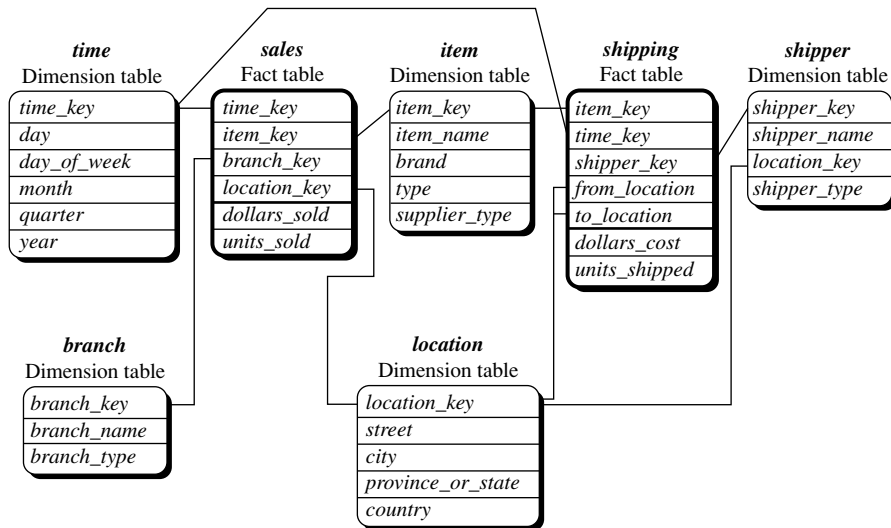 time
Dimension table
time_key
day
day_of_week
month
quarter
year
sales
Fact table
time_key
item_key
branch_key
location_key
dollars_sold
units_sold
item
Dimension table
item_key
item_name
brand
type
supplier_type
shipping
Fact table
item_key
time_key
shipper_key
from_location
to_location
dollars_cost
units_shipped
shipper
Dimension table
shipper_key
shipper_name
location_key
shipper_type
branch
Dimension table
branch_key
branch_name
branch_type
location
Dimension table
location_key
street
city
province_or_state
country